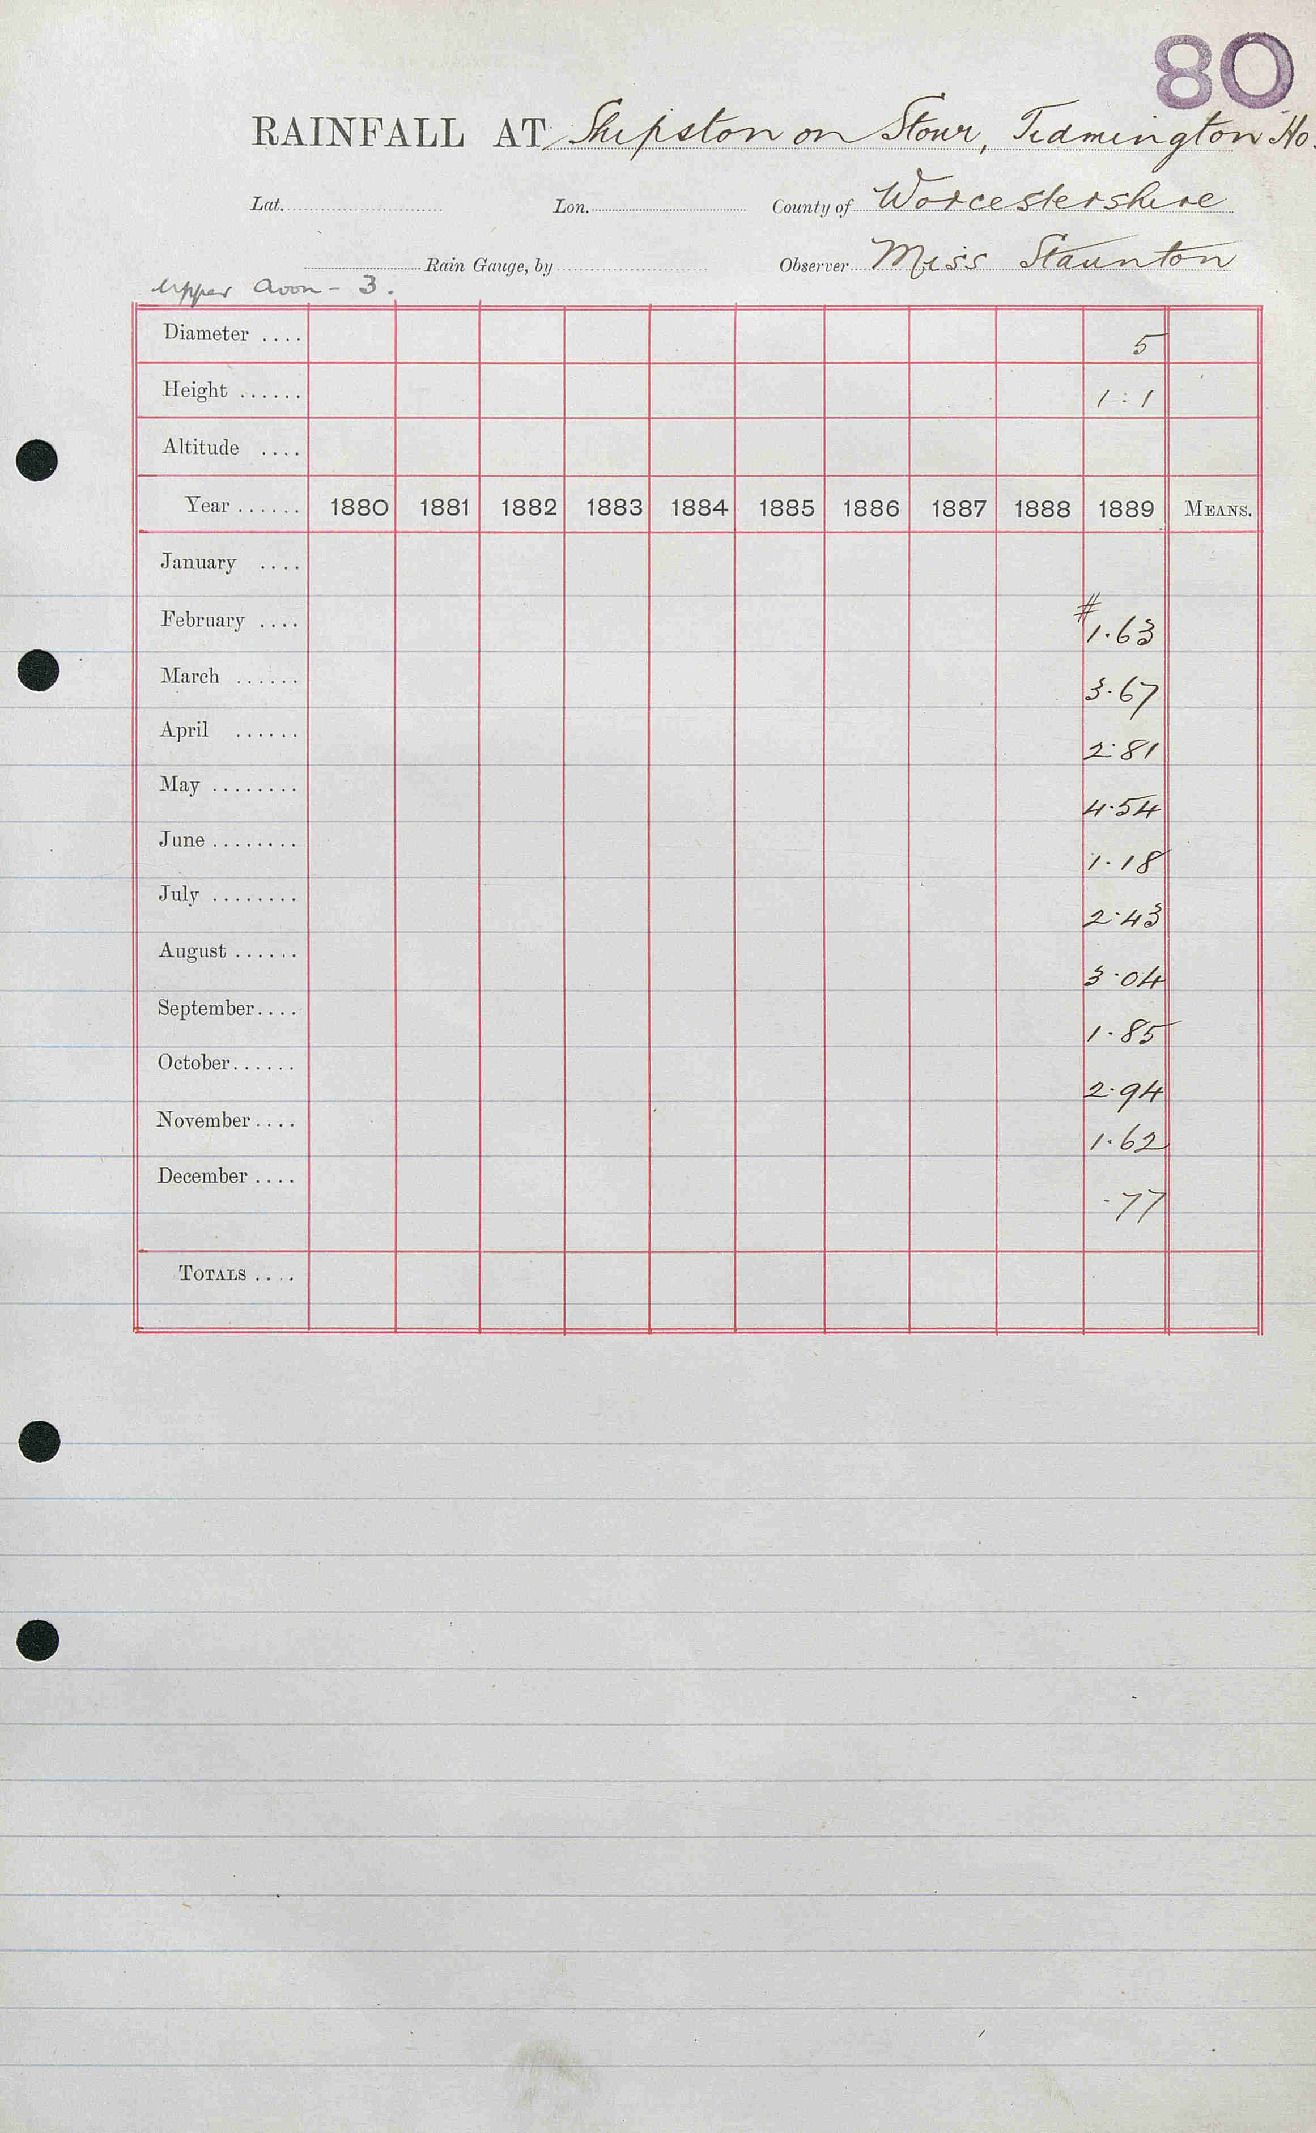 80
RAINFALL AT Shipston on Stour, Tidmington Ho.
Lat. Lon. County of Worcestershire
Rain Gauge, by Observer Miss Staunton
Upper Avon - 3.
Diameter .... 5
Height ...... 1 : 1
Altitude ....
Year ...... 1880 1881 1882 1883 1884 1885 1886 1887 1888 1889 MEANS.
January ....
February .... # 1.63
March ...... 3.67
April ...... 2.81
May ........ 4.54
June ........ 1.18
July ........ 2.43
August ...... 3.04
September.... 1.85
October...... 2.94
November .... 1.62
December .... .77
TOTALS ....